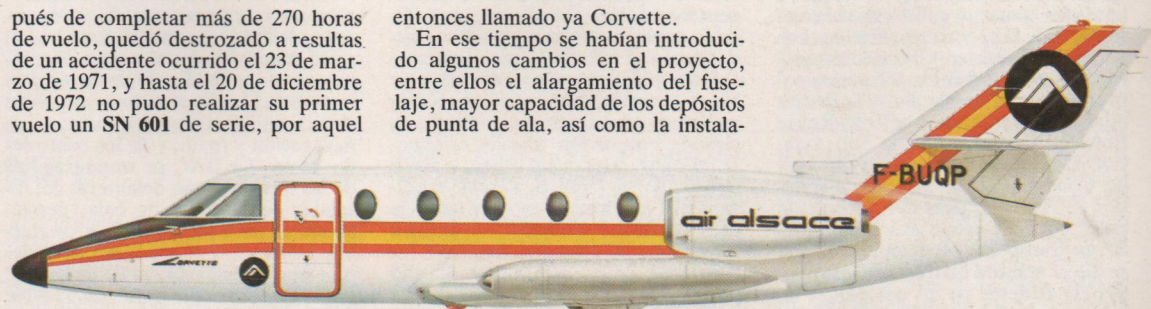 pués de completar más de 270 horas
de vuelo, quedó destrozado a resultas
de un accidente ocurrido el 23 de mar-
zo de 1971, y hasta el 20 de diciembre
de 1972 no pudo realizar su primer
vuelo un SN 601 de serie, por aquel
entonces llamado ya Corvette.
En ese tiempo se habían introduci-
do algunos cambios en el proyecto,
entre ellos el alargamiento del fuse-
laje, mayor capacidad de los depósitos
de punta de ala, así como la instala-
F-BUQP
air alsace
CORVETTE